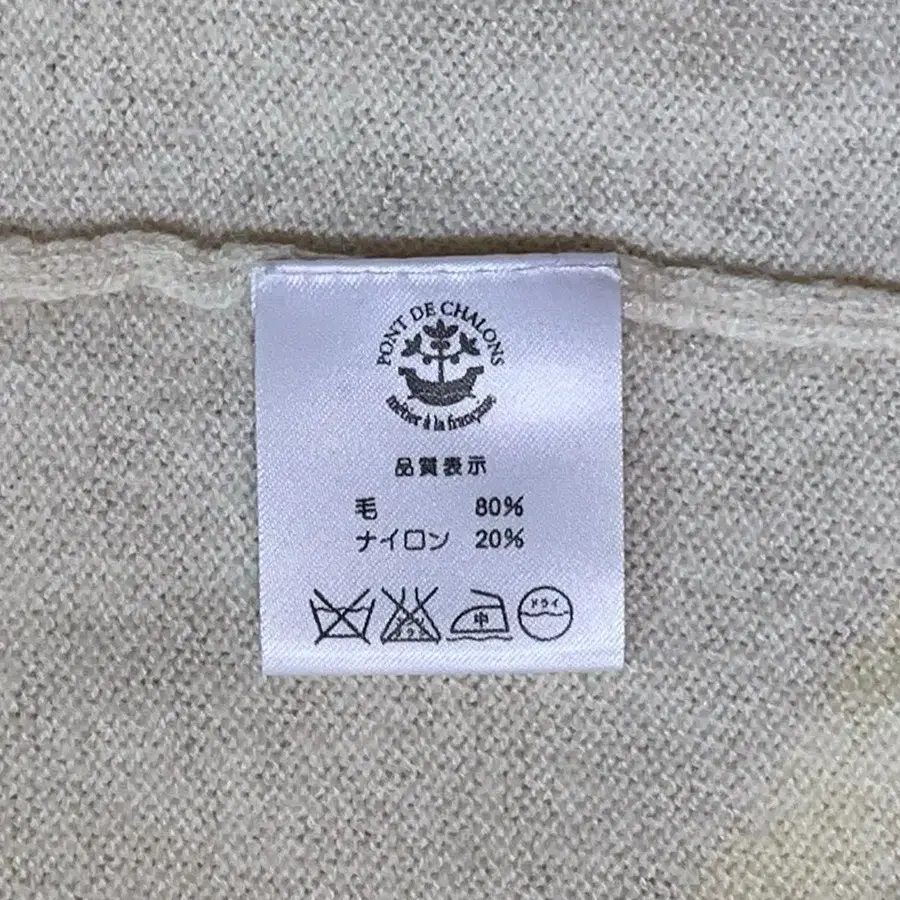 PONT DE CHALONS
métier à la française
品質表示
毛 80%
ナイロン 20%
中 ドライ